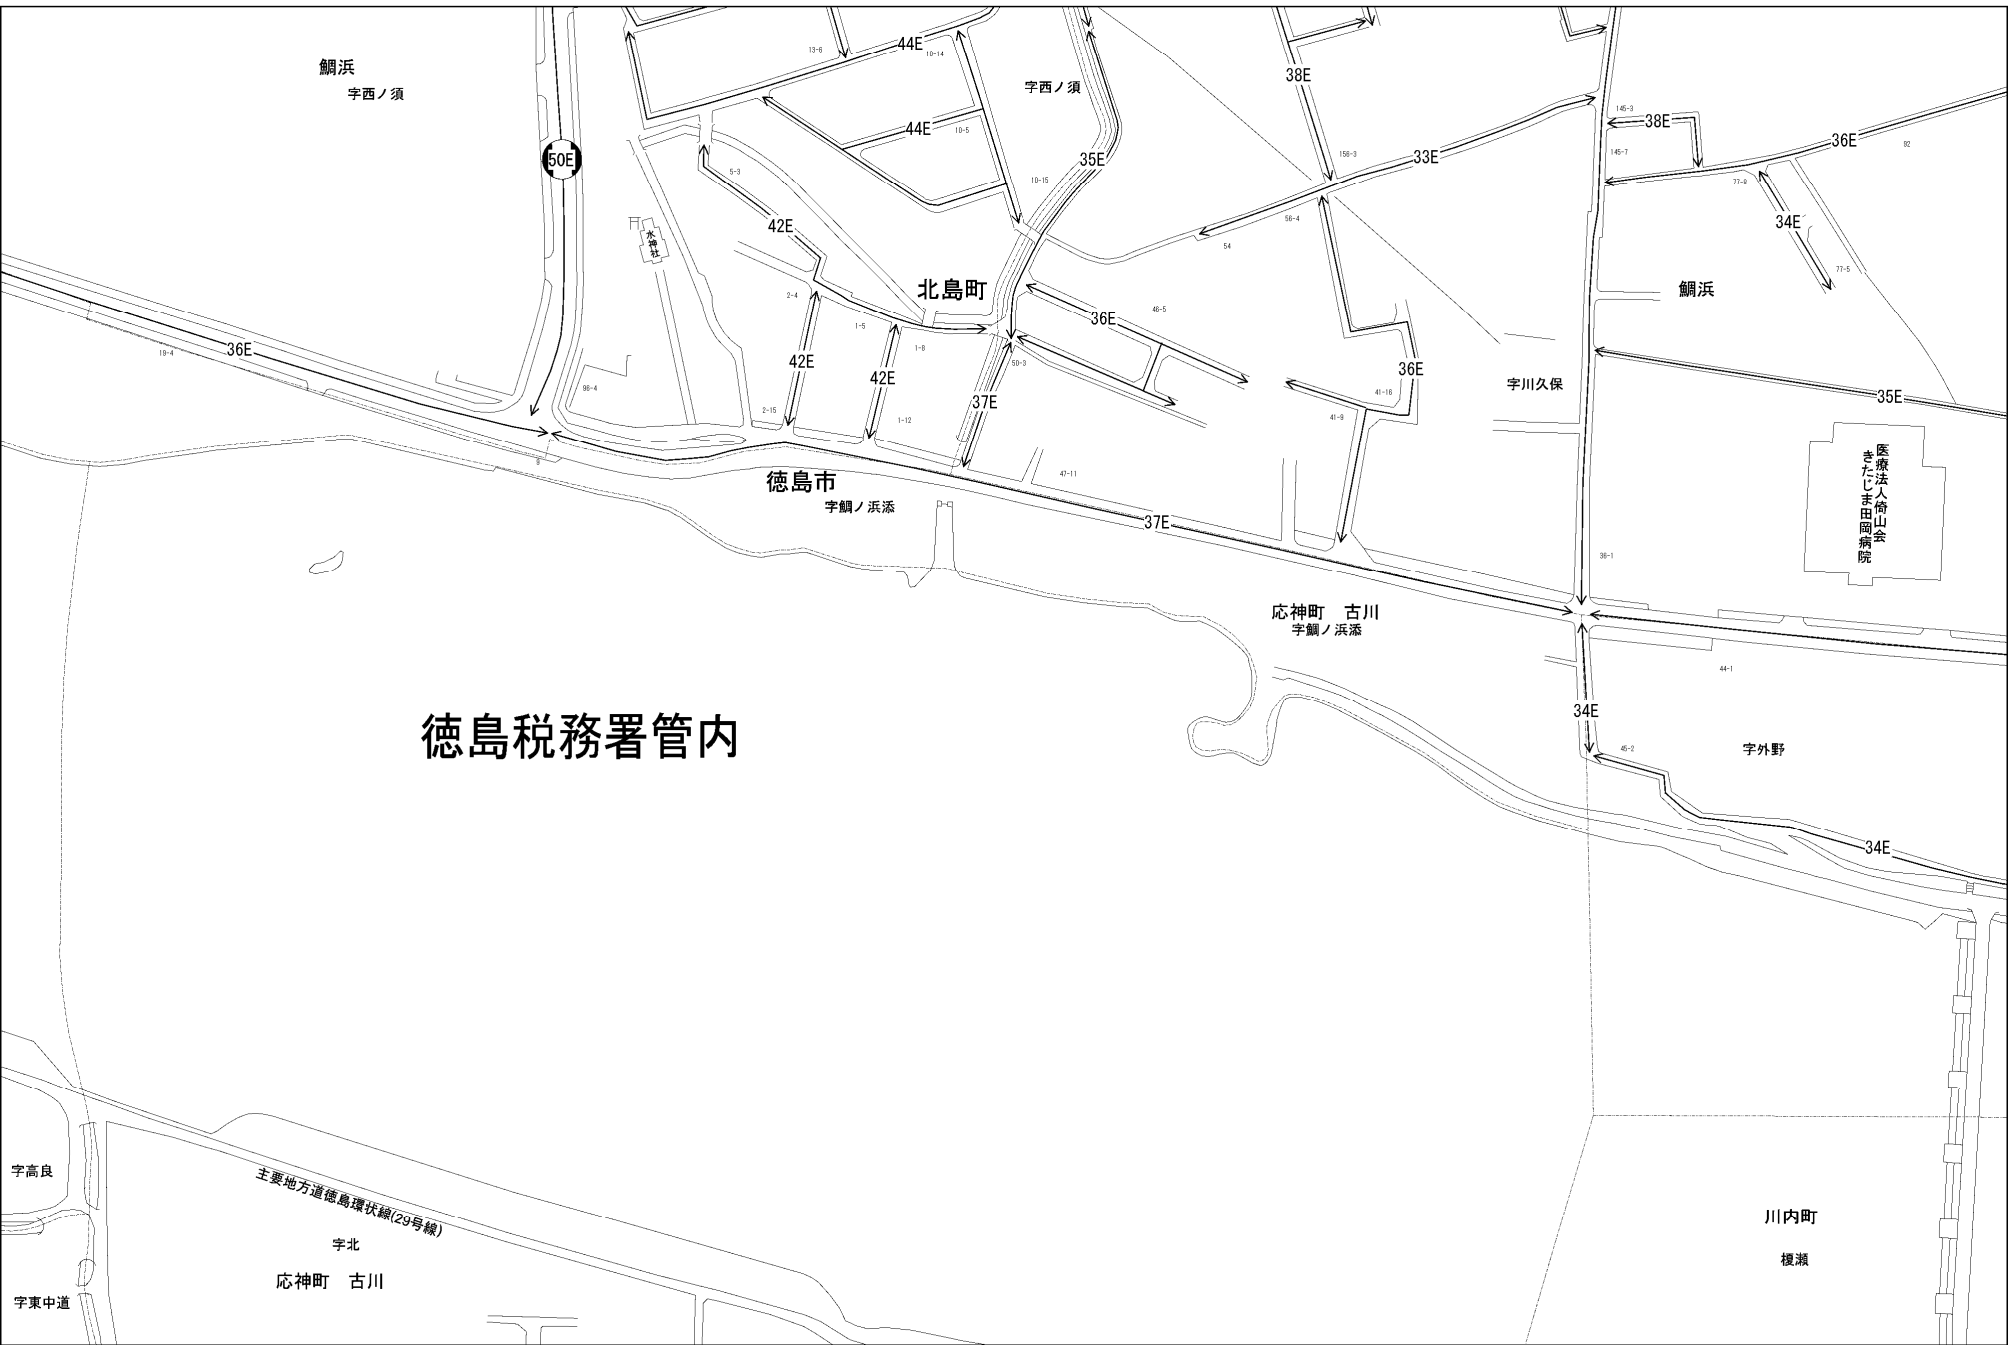 44E
13-6
10-14
鯛浜
字西ノ須
字西ノ須
38E
145-3
38E
44E
10-5
36E
92
50E
35E
156-3
33E
145-7
5-3
10-15
77-8
56-4
34E
42E
水神社
54
77-5
北島町
鯛浜
2-4
46-5
36E
1-5
36E
19-4
1-8
42E
50-3
36E
42E
字川久保
96-4
41-16
35E
37E
2-15
1-12
41-9
医療法人倚山会
きたじま田岡病院
9
47-11
徳島市
字鯛ノ浜添
37E
36-1
応神町 古川
字鯛ノ浜添
44-1
34E
徳島税務署管内
45-2
字外野
34E
字高良
主要地方道徳島環状線(29号線)
川内町
字北
榎瀬
応神町 古川
字東中道